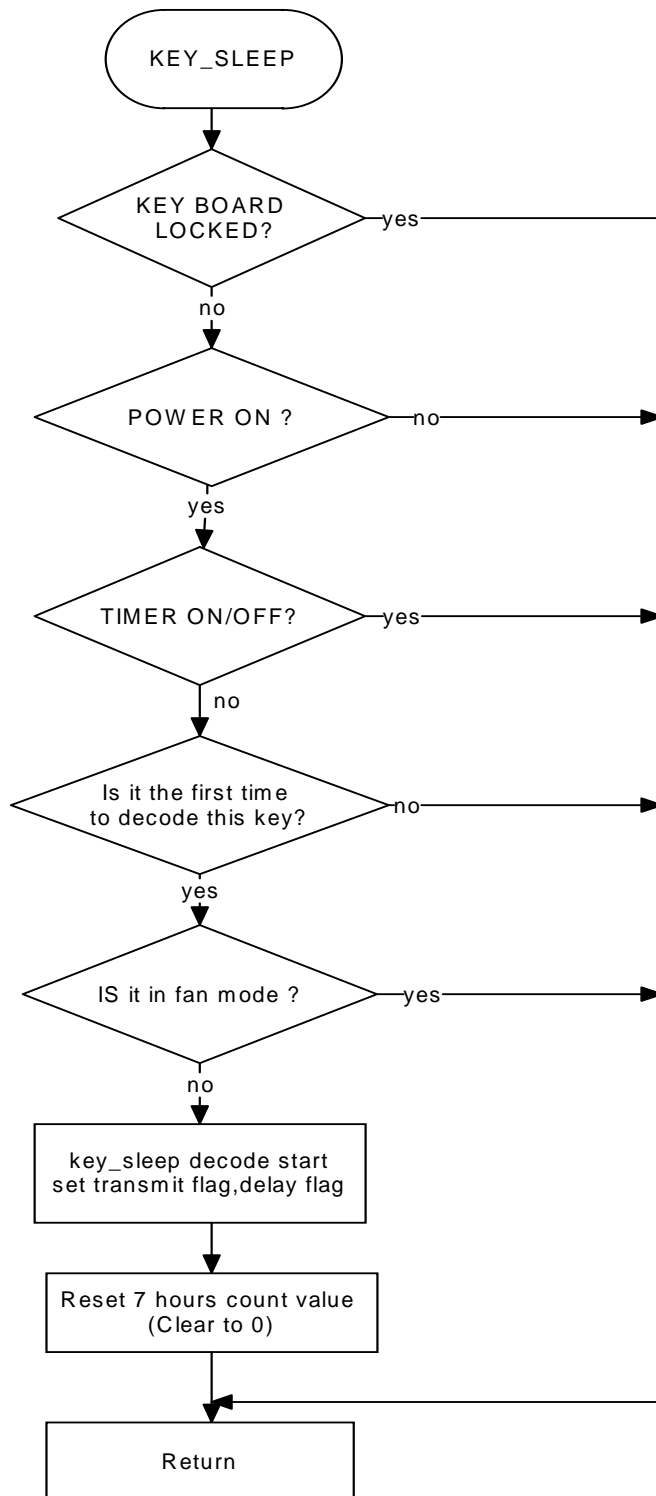 KEY_SLEEP
KEY BOARD
LOCKED?
yes
no
POWER ON ?
no
yes
TIMER ON/OFF?
yes
no
Is it the first time
to decode this key?
no
yes
IS it in fan mode ?
yes
no
key_sleep decode start
set transmit flag,delay flag
Reset 7 hours count value
(Clear to 0)
Return